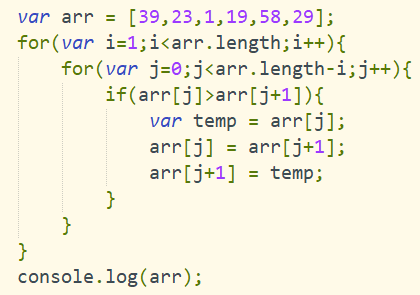 var arr = [39,23,1,19,58,29];
for(var i=1;i<arr.length;i++){
    for(var j=0;j<arr.length-i;j++){
        if(arr[j]>arr[j+1]){
            var temp = arr[j];
            arr[j] = arr[j+1];
            arr[j+1] = temp;
        }
    }
}
console.log(arr);